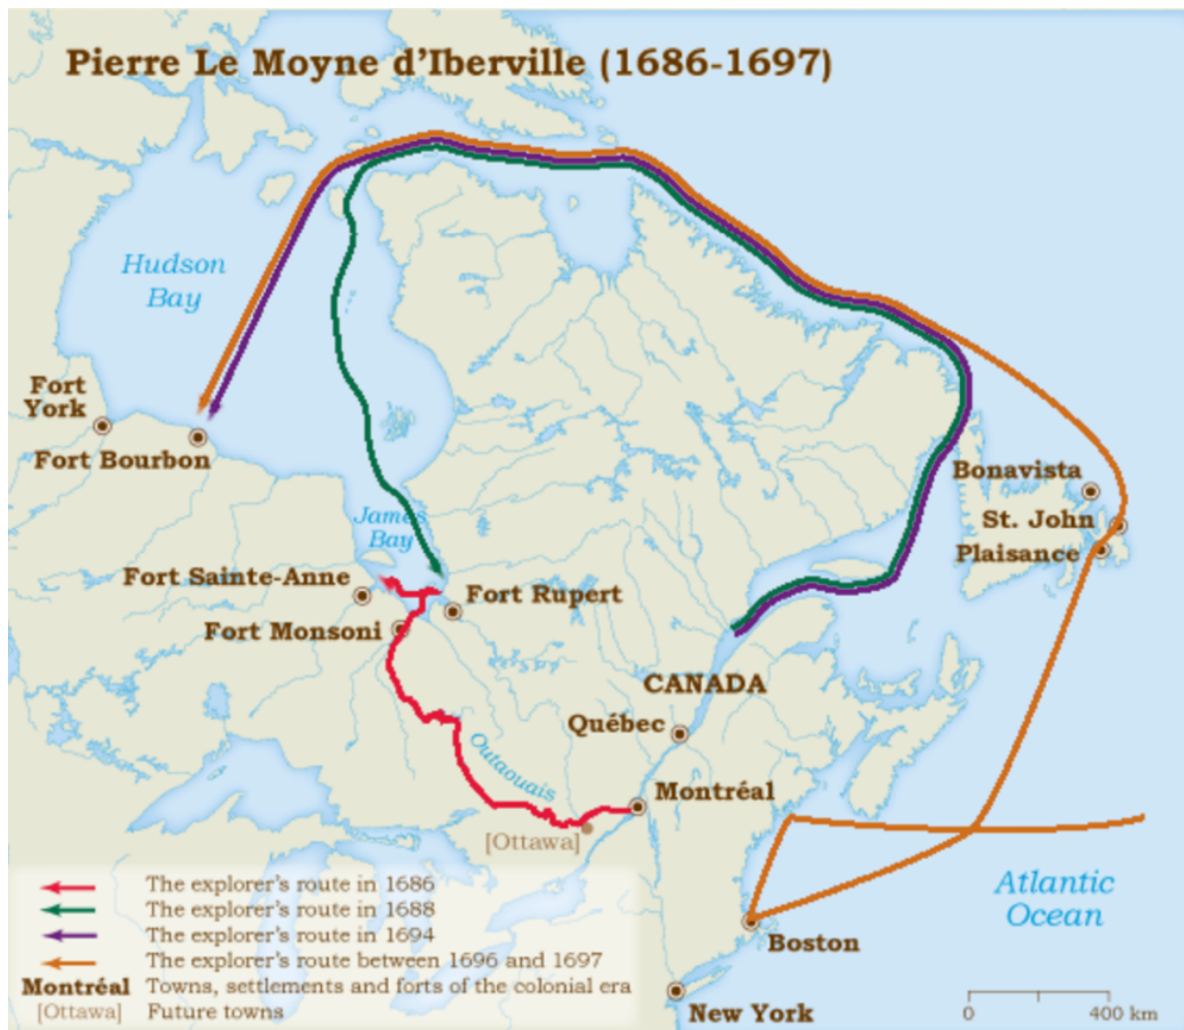 Pierre Le Moyne d’Iberville (1686-1697)
Hudson
Bay
Fort
York
Fort Bourbon
James
Bay
Bonavista
St. John
Plaisance
Fort Sainte-Anne
Fort Rupert
Fort Monsoni
CANADA
Québec
Outaouais
Montréal
[Ottawa]
Atlantic
Ocean
Boston
New York
The explorer’s route in 1686
The explorer’s route in 1688
The explorer’s route in 1694
The explorer’s route between 1696 and 1697
Montréal Towns, settlements and forts of the colonial era
[Ottawa] Future towns
0 400 km